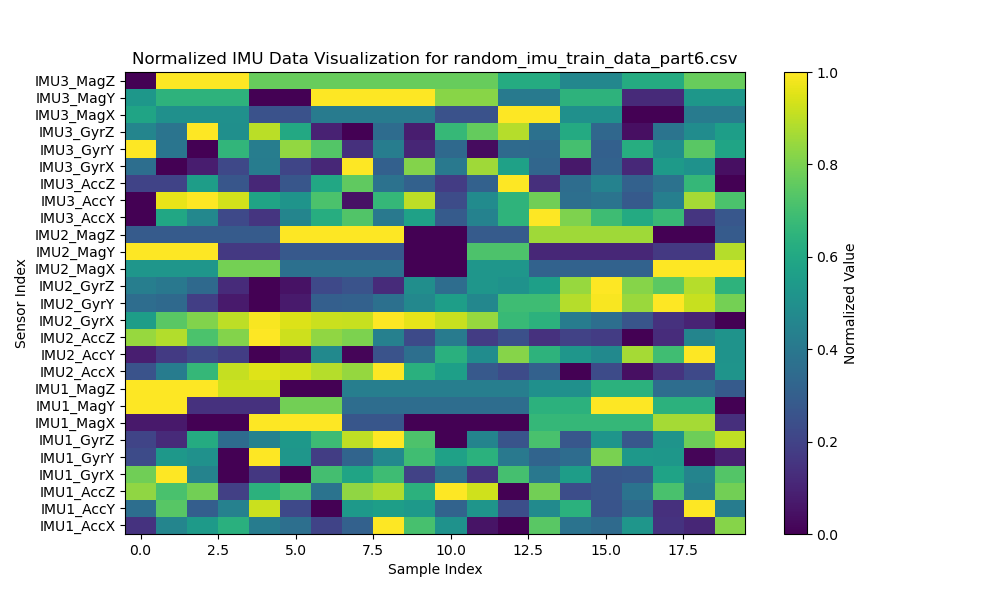 Normalized IMU Data Visualization for random_imu_train_data_part6.csv
IMU3_MagZ
IMU3_MagY
IMU3_MagX
IMU3_GyrZ
IMU3_GyrY
IMU3_GyrX
IMU3_AccZ
IMU3_AccY
IMU3_AccX
IMU2_MagZ
IMU2_MagY
IMU2_MagX
IMU2_GyrZ
IMU2_GyrY
IMU2_GyrX
IMU2_AccZ
IMU2_AccY
IMU2_AccX
IMU1_MagZ
IMU1_MagY
IMU1_MagX
IMU1_GyrZ
IMU1_GyrY
IMU1_GyrX
IMU1_AccZ
IMU1_AccY
IMU1_AccX
Sensor Index
0.0 2.5 5.0 7.5 10.0 12.5 15.0 17.5
Sample Index
1.0
0.8
0.6
0.4
0.2
0.0
Normalized Value